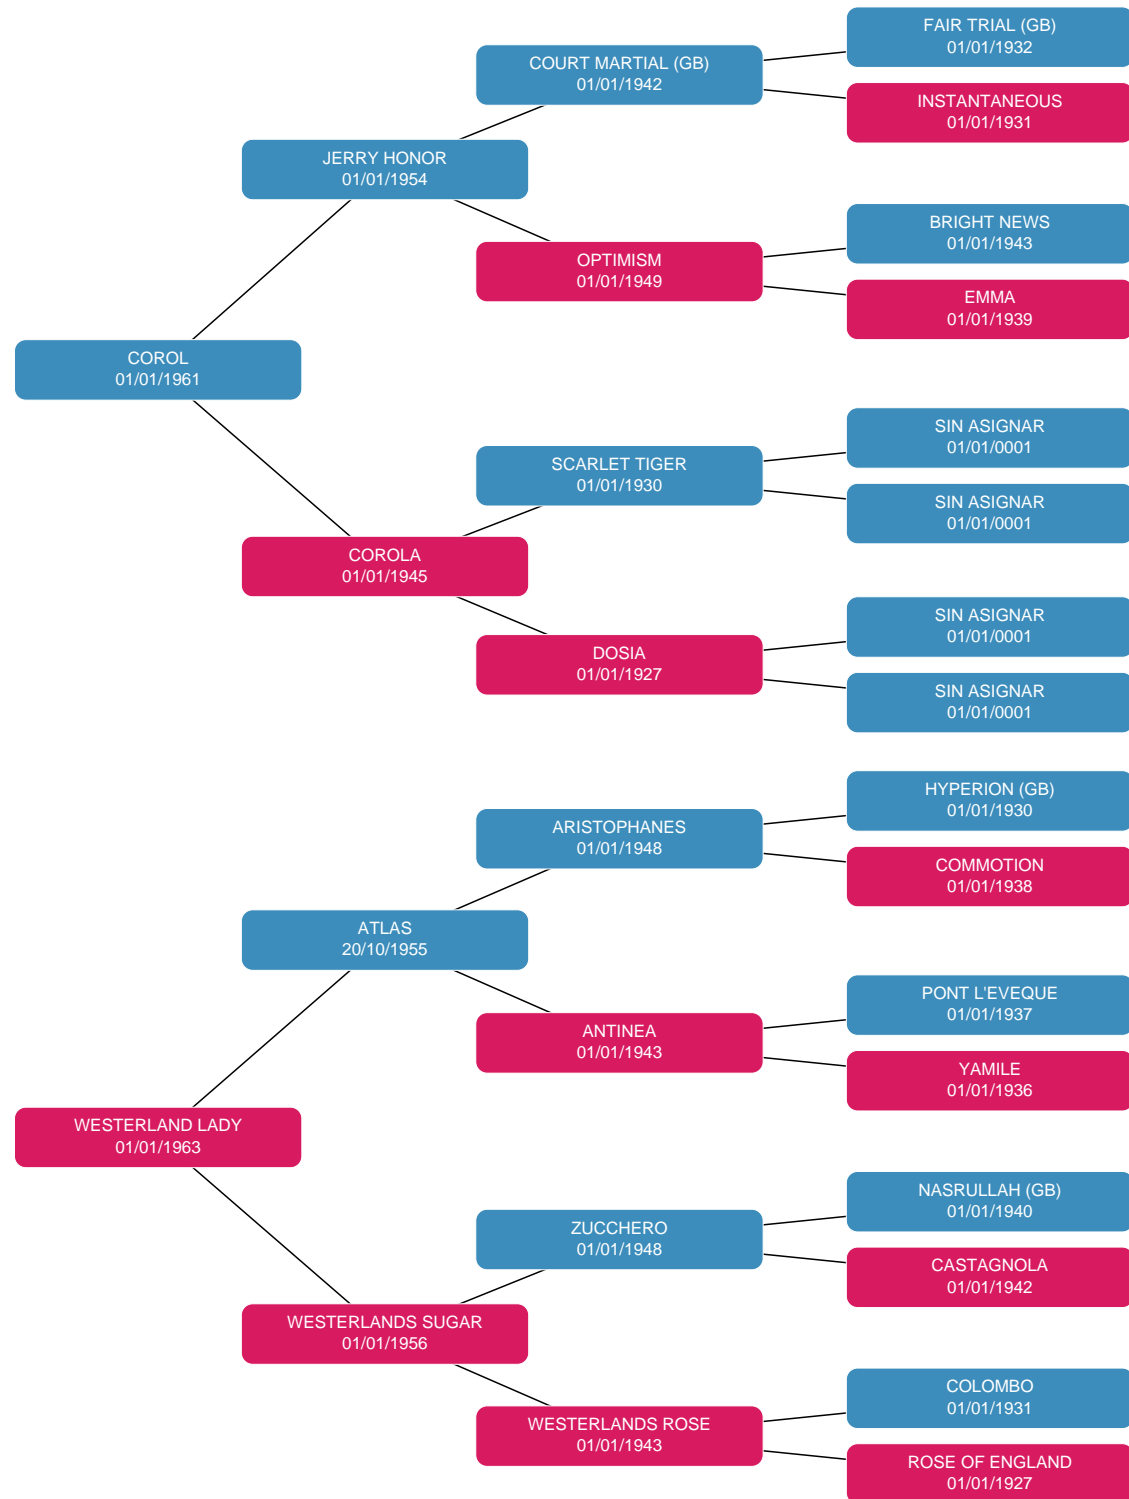 FAIR TRIAL (GB)
01/01/1932
COURT MARTIAL (GB)
01/01/1942
INSTANTANEOUS
01/01/1931
JERRY HONOR
01/01/1954
BRIGHT NEWS
01/01/1943
OPTIMISM
01/01/1949
EMMA
01/01/1939
COROL
01/01/1961
SIN ASIGNAR
01/01/0001
SCARLET TIGER
01/01/1930
SIN ASIGNAR
01/01/0001
COROLA
01/01/1945
SIN ASIGNAR
01/01/0001
DOSIA
01/01/1927
SIN ASIGNAR
01/01/0001
HYPERION (GB)
01/01/1930
ARISTOPHANES
01/01/1948
COMMOTION
01/01/1938
ATLAS
20/10/1955
PONT L'EVEQUE
01/01/1937
ANTINEA
01/01/1943
YAMILE
01/01/1936
WESTERLAND LADY
01/01/1963
NASRULLAH (GB)
01/01/1940
ZUCCHERO
01/01/1948
CASTAGNOLA
01/01/1942
WESTERLANDS SUGAR
01/01/1956
COLOMBO
01/01/1931
WESTERLANDS ROSE
01/01/1943
ROSE OF ENGLAND
01/01/1927